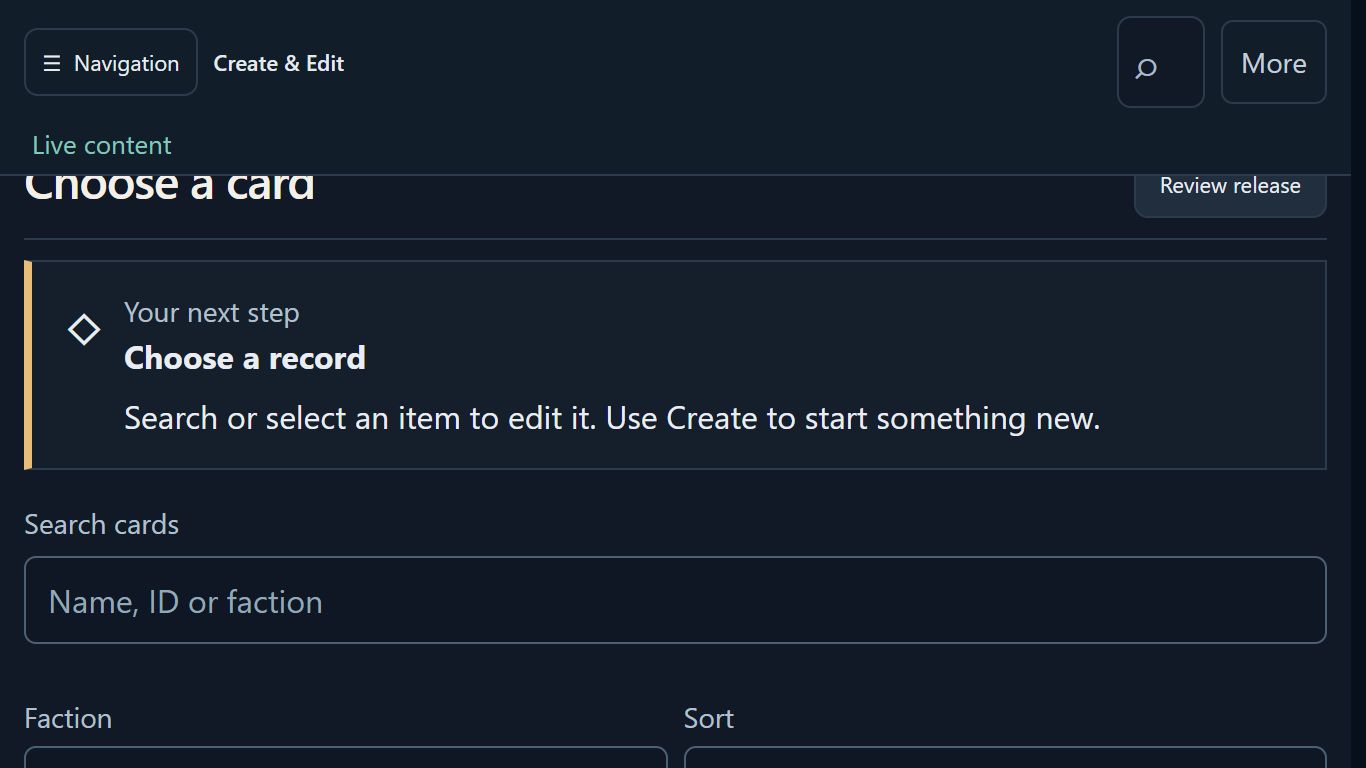 ☰ Navigation
Create & Edit
More
Live content
Choose a card
Review release
Your next step
Choose a record
Search or select an item to edit it. Use Create to start something new.
Search cards
Name, ID or faction
Faction
Sort